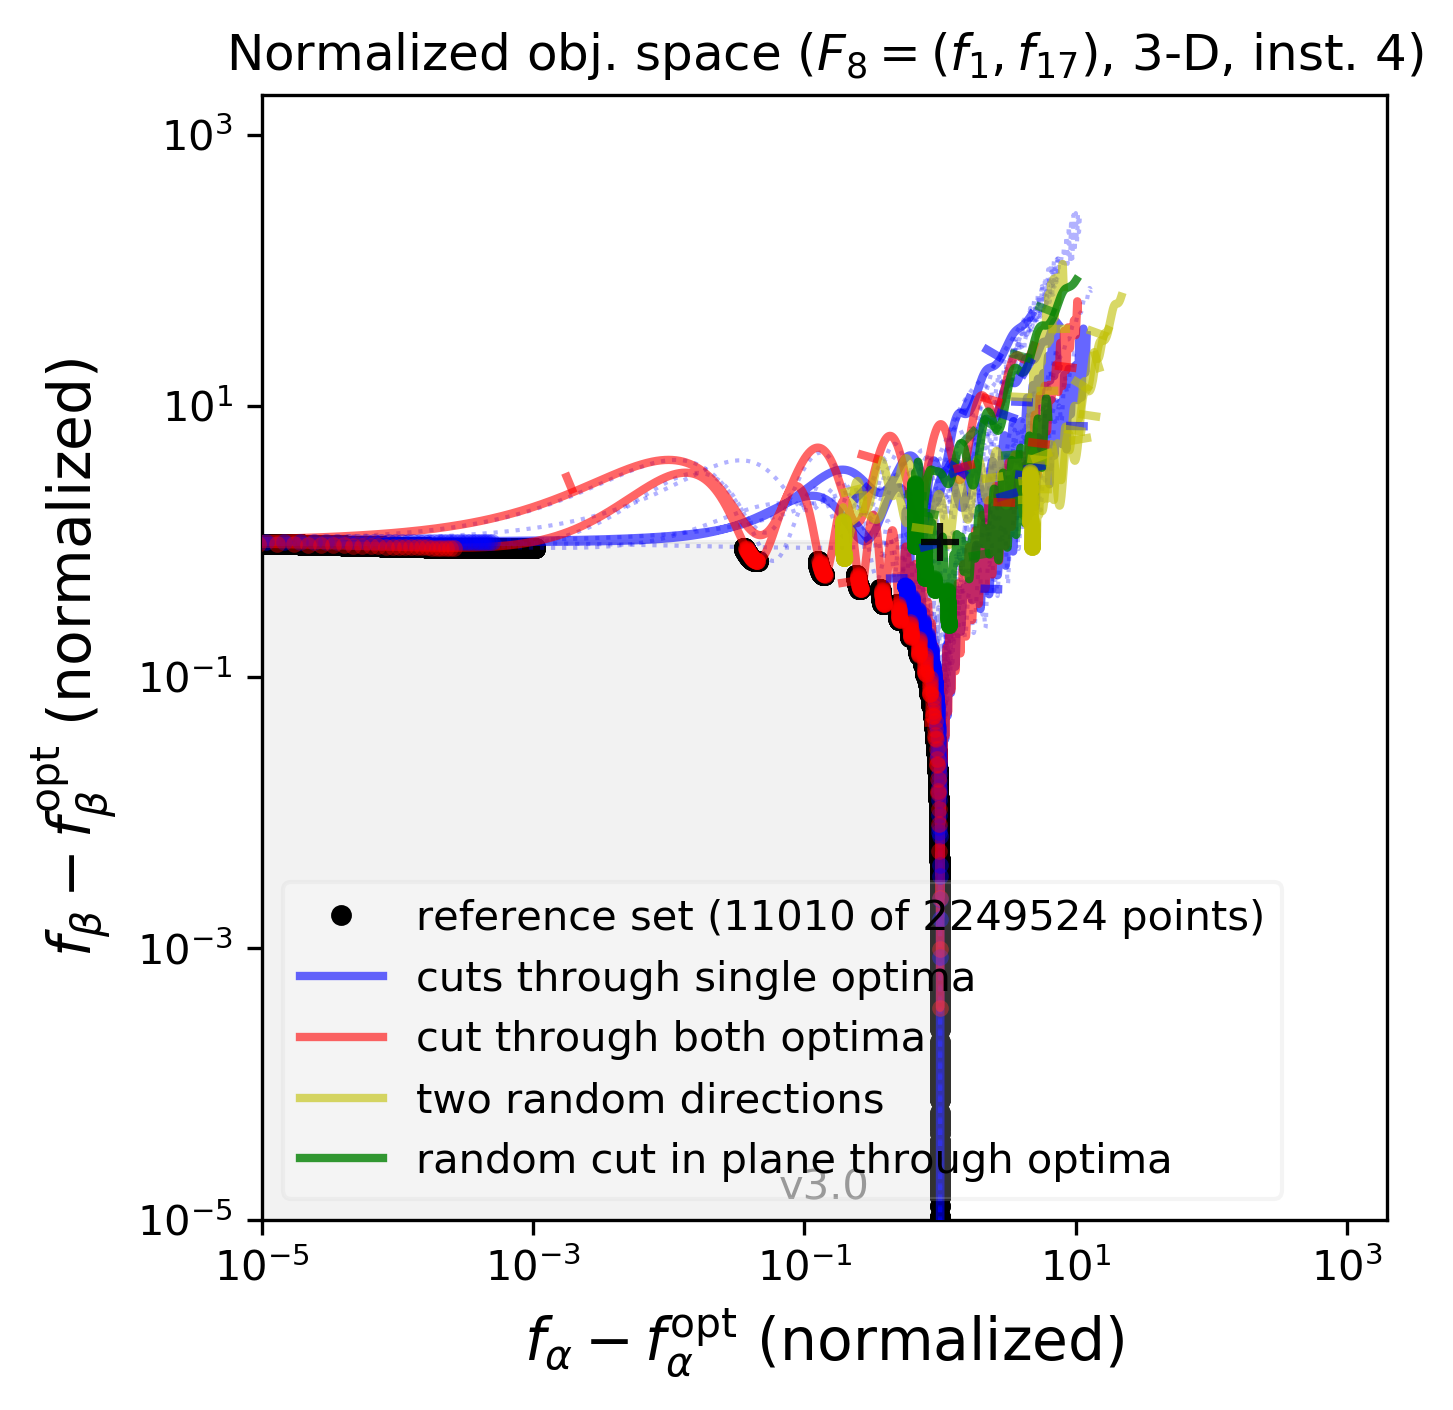 Normalized obj. space (F₈ = (f₁, f₁₇), 3-D, inst. 4)
10³
10¹
10⁻¹
10⁻³
10⁻⁵
f_β − f_β^opt (normalized)
reference set (11010 of 2249524 points)
cuts through single optima
cut through both optima
two random directions
random cut in plane through optima
v3.0
10⁻⁵ 10⁻³ 10⁻¹ 10¹ 10³
f_α − f_α^opt (normalized)